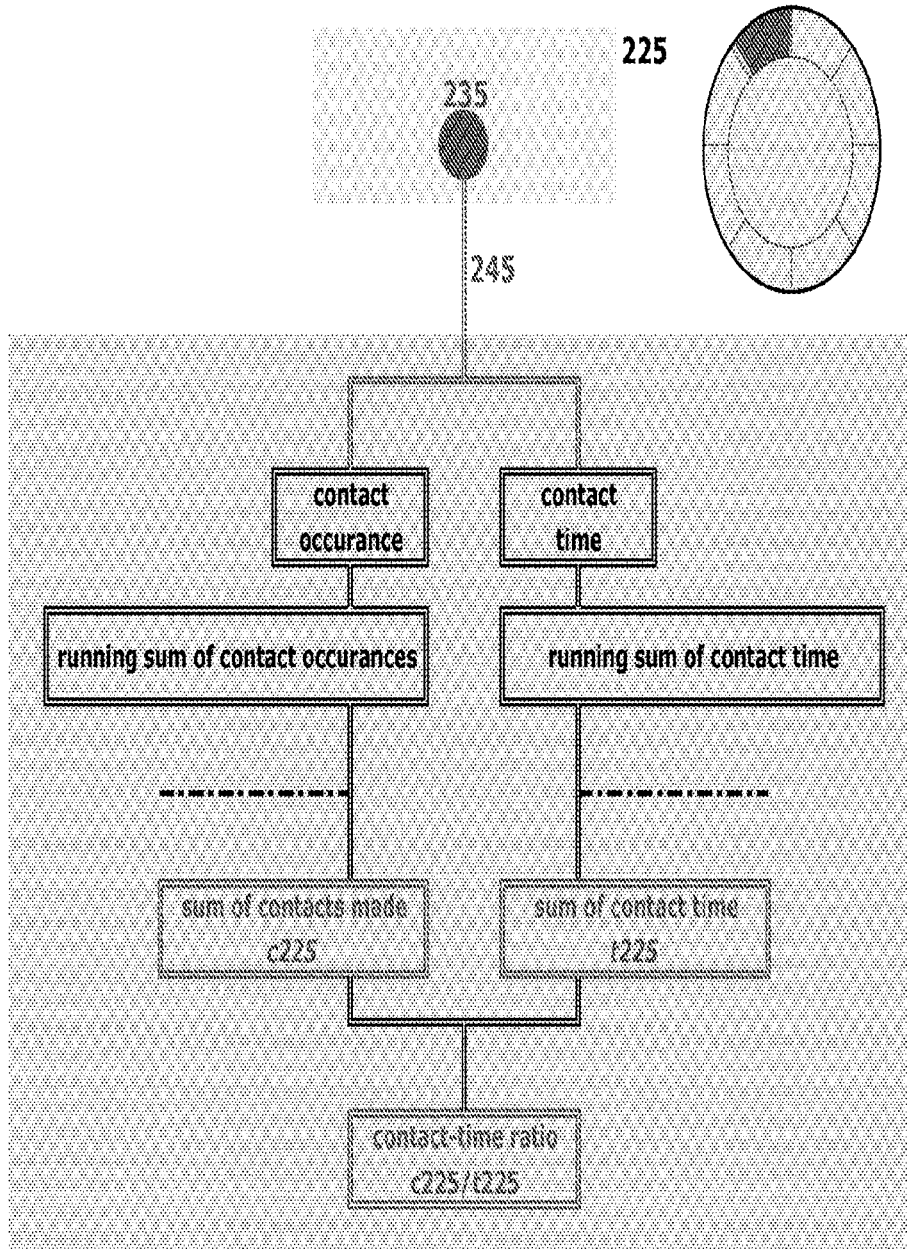 225
235
245
contact
occurance
contact
time
running sum of contact occurances
running sum of contact time
sum of contacts made
c225
sum of contact time
t225
contact-time ratio
c225/t225